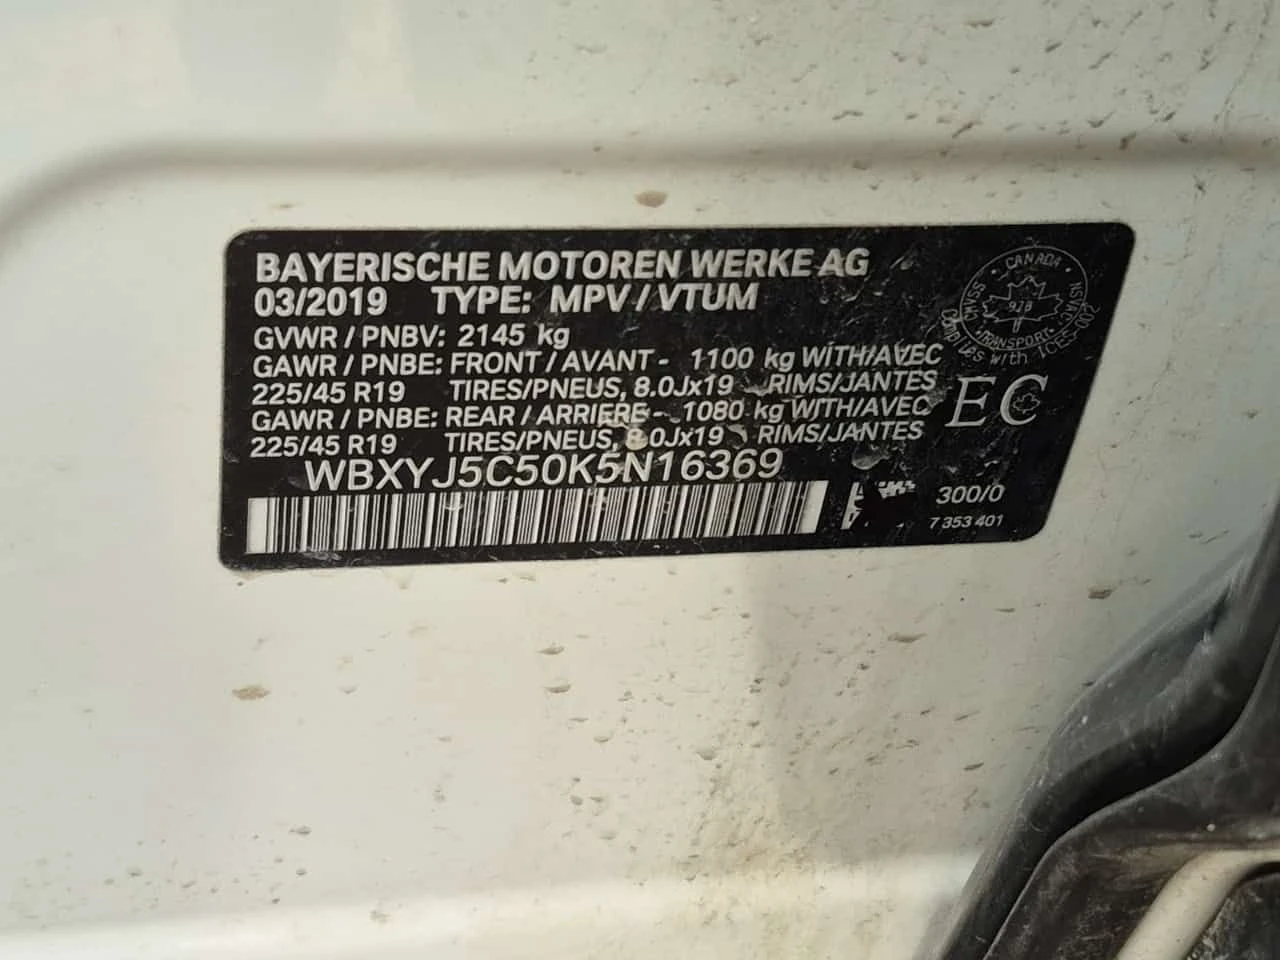 BAYERISCHE MOTOREN WERKE AG
03/2019 TYPE: MPV / VTUM
GVWR / PNBV: 2145 kg
GAWR / PNBE: FRONT / AVANT - 1100 kg WITH/AVEC
225/45 R19 TIRES/PNEUS, 8.0Jx19 RIMS/JANTES
GAWR / PNBE: REAR / ARRIERE - 1080 kg WITH/AVEC
225/45 R19 TIRES/PNEUS, 8.0Jx19 RIMS/JANTES
WBXYJ5C50K5N16369
CANADA
978
TRANSPORT
Complies with ICES-002
EC
300/0
7 353 401